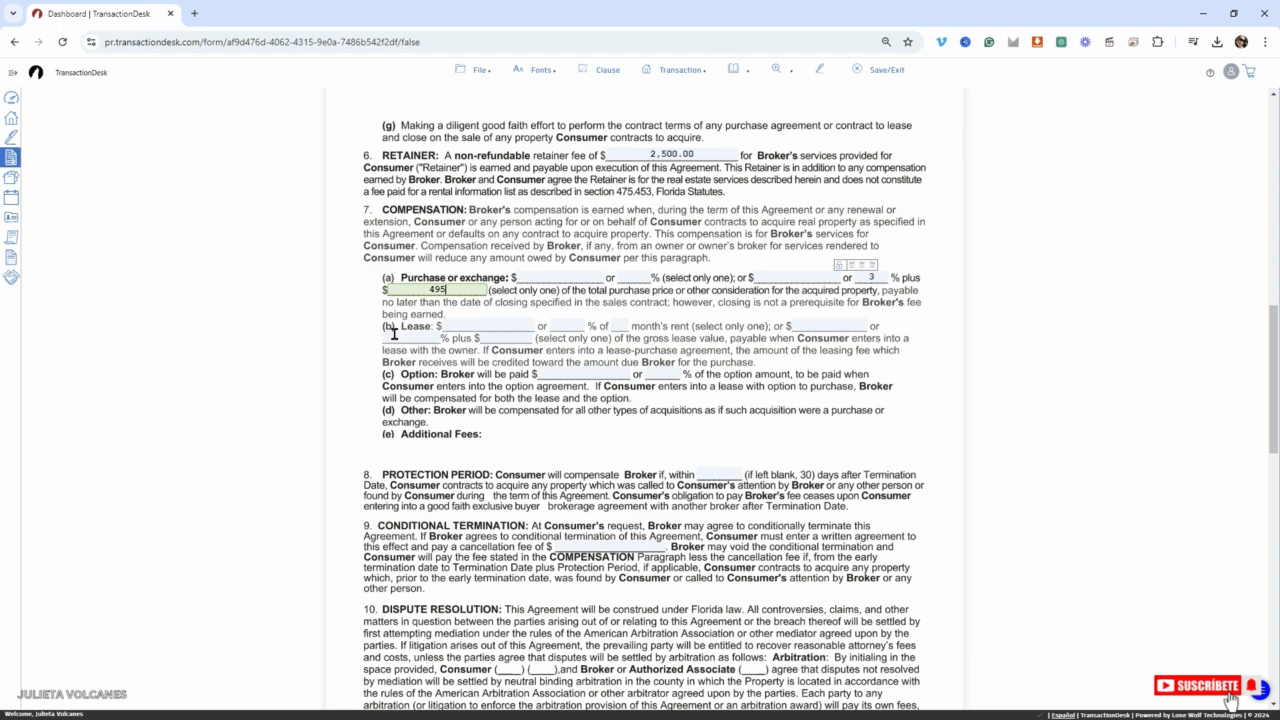 Dashboard | TransactionDesk
pr.transactiondesk.com/form/af9d476d-4062-4315-9e0a-7486b542f2df/false
TransactionDesk
File
Fonts
Clause
Transaction
Save/Exit
(g) Making a diligent good faith effort to perform the contract terms of any purchase agreement or contract to lease
and close on the sale of any property Consumer contracts to acquire.
6. RETAINER: A non-refundable retainer fee of $ 2,500.00 for Broker's services provided for
Consumer ("Retainer") is earned and payable upon execution of this Agreement. This Retainer is in addition to any compensation
earned by Broker. Broker and Consumer agree the Retainer is for the real estate services described herein and does not constitute
a fee paid for a rental information list as described in section 475.453, Florida Statutes.
7. COMPENSATION: Broker's compensation is earned when, during the term of this Agreement or any renewal or
extension, Consumer or any person acting for or on behalf of Consumer contracts to acquire real property as specified in
this Agreement or defaults on any contract to acquire property. This compensation is for Broker's services for
Consumer. Compensation received by Broker, if any, from an owner or owner's broker for services rendered to
Consumer will reduce any amount owed by Consumer per this paragraph.
(a) Purchase or exchange: $ or % (select only one); or $ or 3 % plus
$ 495 (select only one) of the total purchase price or other consideration for the acquired property, payable
no later than the date of closing specified in the sales contract; however, closing is not a prerequisite for Broker's fee
being earned.
(b) Lease: $ or % of month's rent (select only one); or $ or
% plus $ (select only one) of the gross lease value, payable when Consumer enters into a
lease with the owner. If Consumer enters into a lease-purchase agreement, the amount of the leasing fee which
Broker receives will be credited toward the amount due Broker for the purchase.
(c) Option: Broker will be paid $ or % of the option amount, to be paid when
Consumer enters into the option agreement. If Consumer enters into a lease with option to purchase, Broker
will be compensated for both the lease and the option.
(d) Other: Broker will be compensated for all other types of acquisitions as if such acquisition were a purchase or
exchange.
(e) Additional Fees:
8. PROTECTION PERIOD: Consumer will compensate Broker if, within (if left blank, 30) days after Termination
Date, Consumer contracts to acquire any property which was called to Consumer's attention by Broker or any other person or
found by Consumer during the term of this Agreement. Consumer's obligation to pay Broker's fee ceases upon Consumer
entering into a good faith exclusive buyer brokerage agreement with another broker after Termination Date.
9. CONDITIONAL TERMINATION: At Consumer's request, Broker may agree to conditionally terminate this
Agreement. If Broker agrees to conditional termination of this Agreement, Consumer must enter a written agreement to
this effect and pay a cancellation fee of $ . Broker may void the conditional termination and
Consumer will pay the fee stated in the COMPENSATION Paragraph less the cancellation fee if, from the early
termination date to Termination Date plus Protection Period, if applicable, Consumer contracts to acquire any property
which, prior to the early termination date, was found by Consumer or called to Consumer's attention by Broker or any
other person.
10. DISPUTE RESOLUTION: This Agreement will be construed under Florida law. All controversies, claims, and other
matters in question between the parties arising out of or relating to this Agreement or the breach thereof will be settled by
first attempting mediation under the rules of the American Arbitration Association or other mediator agreed upon by the
parties. If litigation arises out of this Agreement, the prevailing party will be entitled to recover reasonable attorney's fees
and costs, unless the parties agree that disputes will be settled by arbitration as follows: Arbitration: By initialing in the
space provided, Consumer (____) (____),and Broker or Authorized Associate (____) agree that disputes not resolved
by mediation will be settled by neutral binding arbitration in the county in which the Property is located in accordance with
the rules of the American Arbitration Association or other arbitrator agreed upon by the parties. Each party to any
arbitration (or litigation to enforce the arbitration provision of this Agreement or an arbitration award) will pay its own fees,
JULIETA VOLCANES
SUSCRÍBETE
Welcome, Julieta Volcanes
| Español | TransactionDesk | Powered by Lone Wolf Technologies | © 2024